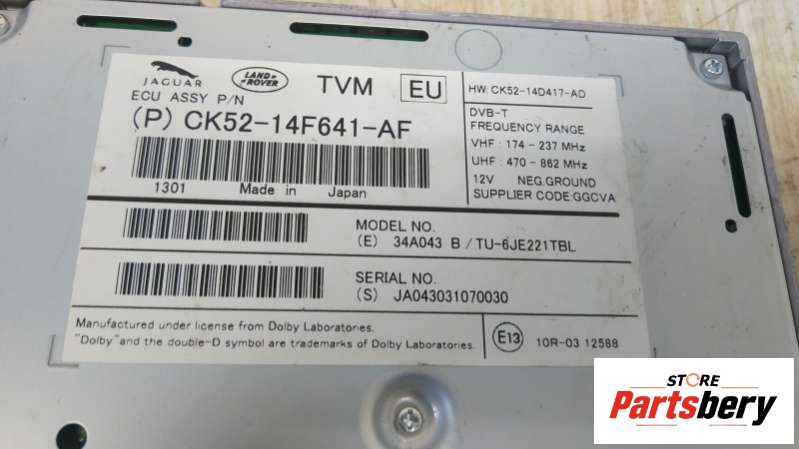 JAGUAR
LAND ROVER
TVM EU
ECU ASSY P/N
(P) CK52-14F641-AF
1301 Made in Japan
HW: CK52-14D417-AD
DVB-T
FREQUENCY RANGE
VHF : 174 - 237 MHz
UHF : 470 - 862 MHz
12V NEG.GROUND
SUPPLIER CODE:GGCVA
MODEL NO.
(E) 34A043 B / TU-6JE221TBL
SERIAL NO.
(S) JA043031070030
Manufactured under license from Dolby Laboratories.
"Dolby" and the double-D symbol are trademarks of Dolby Laboratories.
E13 10R-03 12588
STORE
Partsbery